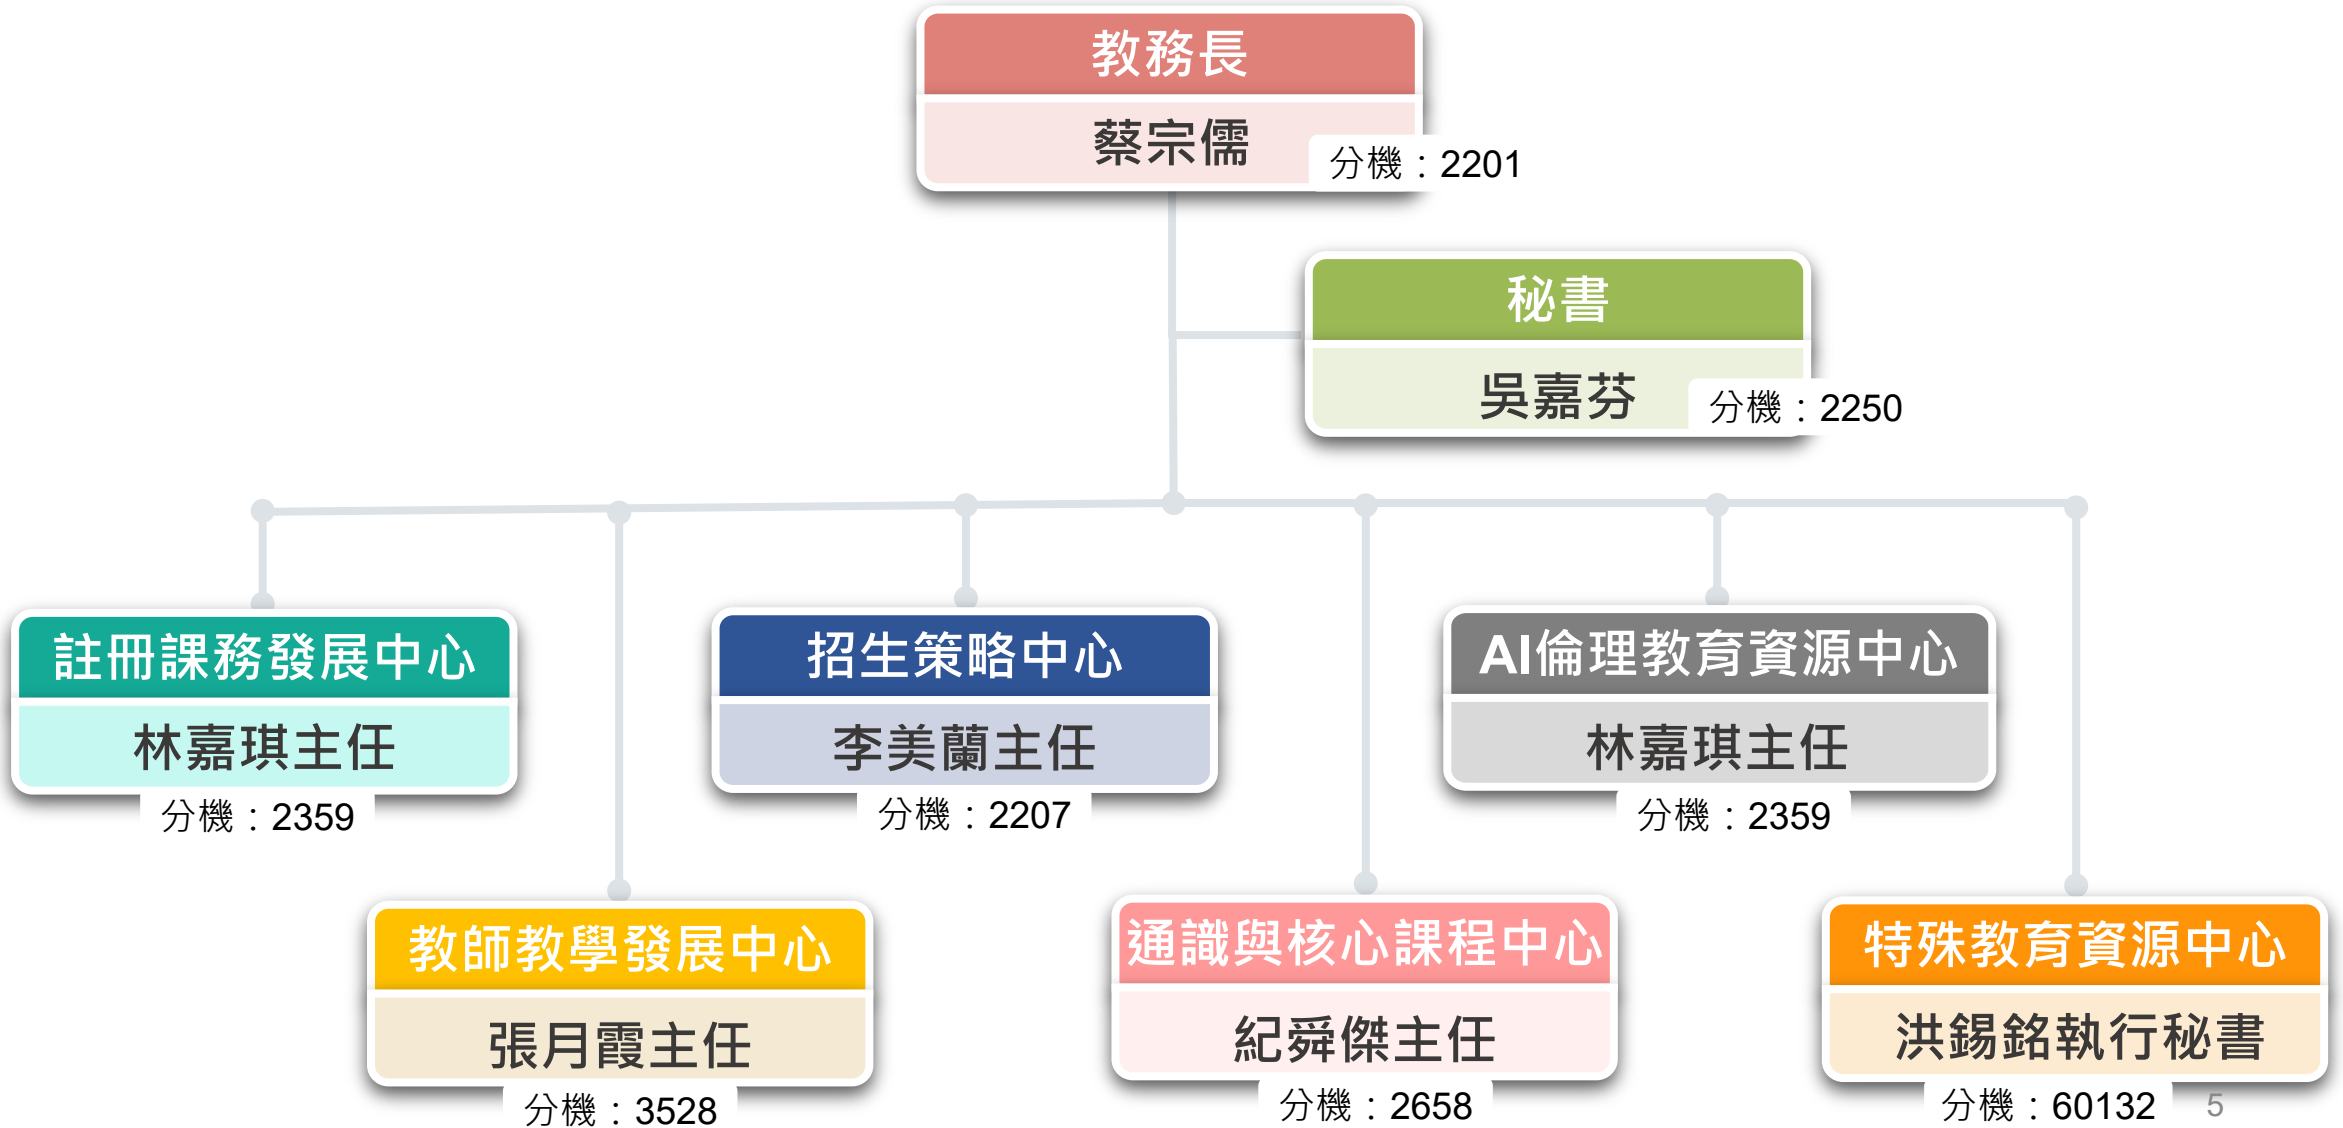 教務長
蔡宗儒
分機：2201
秘書
吳嘉芬
分機：2250
註冊課務發展中心
林嘉琪主任
分機：2359
招生策略中心
李美蘭主任
分機：2207
AI倫理教育資源中心
林嘉琪主任
分機：2359
教師教學發展中心
張月霞主任
分機：3528
通識與核心課程中心
紀舜傑主任
分機：2658
特殊教育資源中心
洪錫銘執行秘書
分機：60132
5